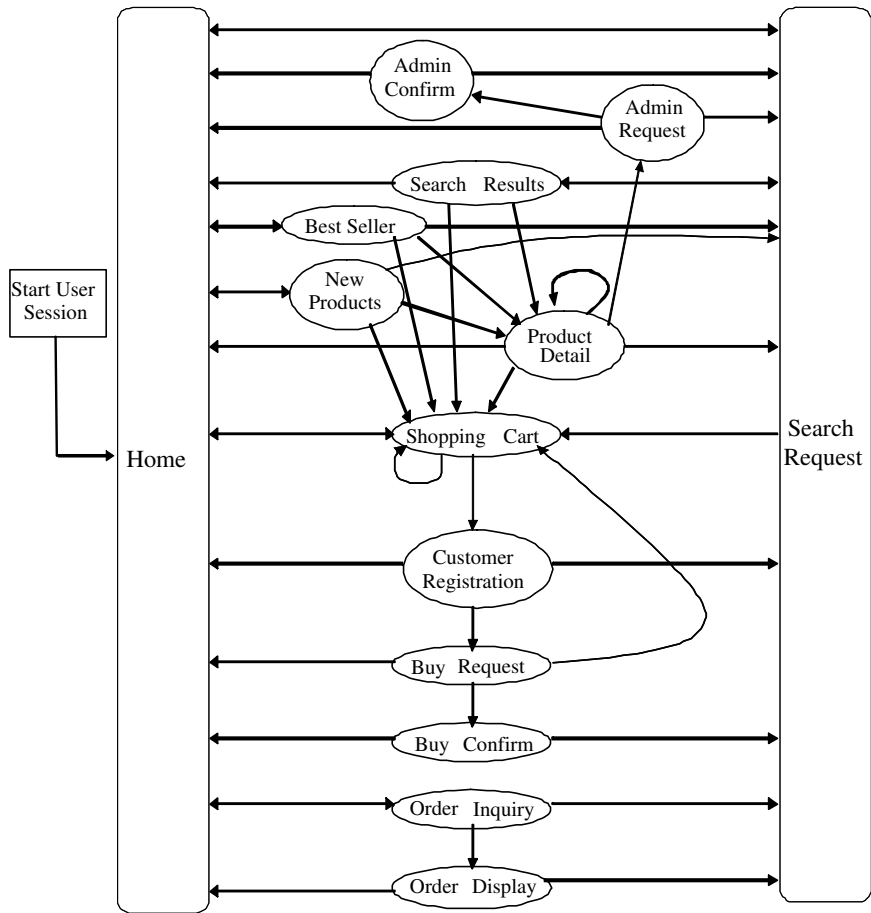 Admin
Confirm
Admin
Request
Search Results
Best Seller
New
Products
Start User
Session
Product
Detail
Shopping Cart
Home
Search
Request
Customer
Registration
Buy Request
Buy Confirm
Order Inquiry
Order Display